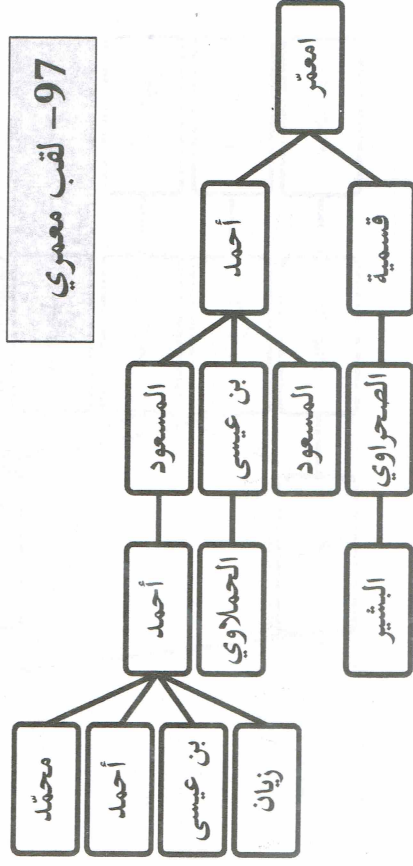 97- لقب معمري
امعمّر
أحمد
قسمية
المسعود
بن عيسى
المسعود
الصحراوي
أحمد
الحملاوي
البشير
محمّد
أحمد
بن عيسى
زيان